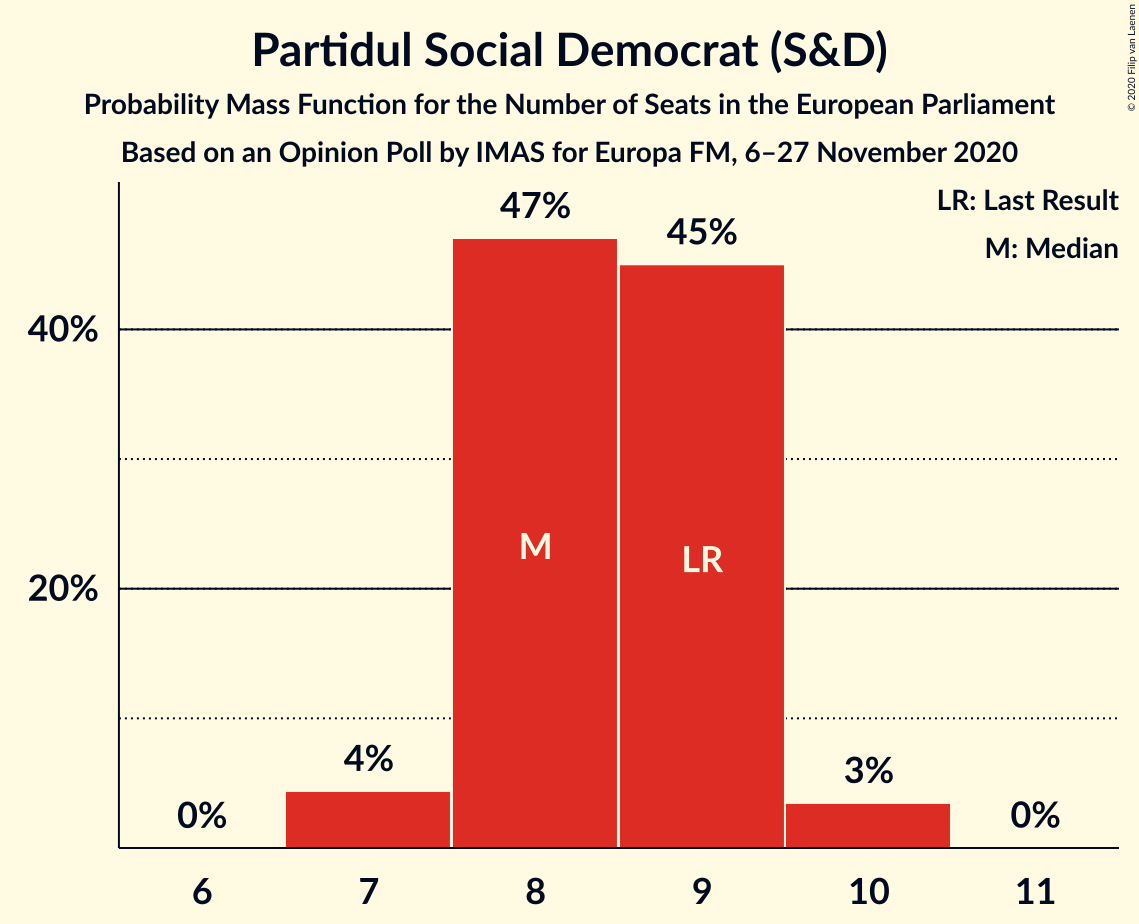 Partidul Social Democrat (S&D)
Probability Mass Function for the Number of Seats in the European Parliament
Based on an Opinion Poll by IMAS for Europa FM, 6–27 November 2020
© 2020 Filip van Laenen
LR: Last Result
M: Median
47%
45%
40%
M
LR
20%
4%
3%
0%
0%
6 7 8 9 10 11